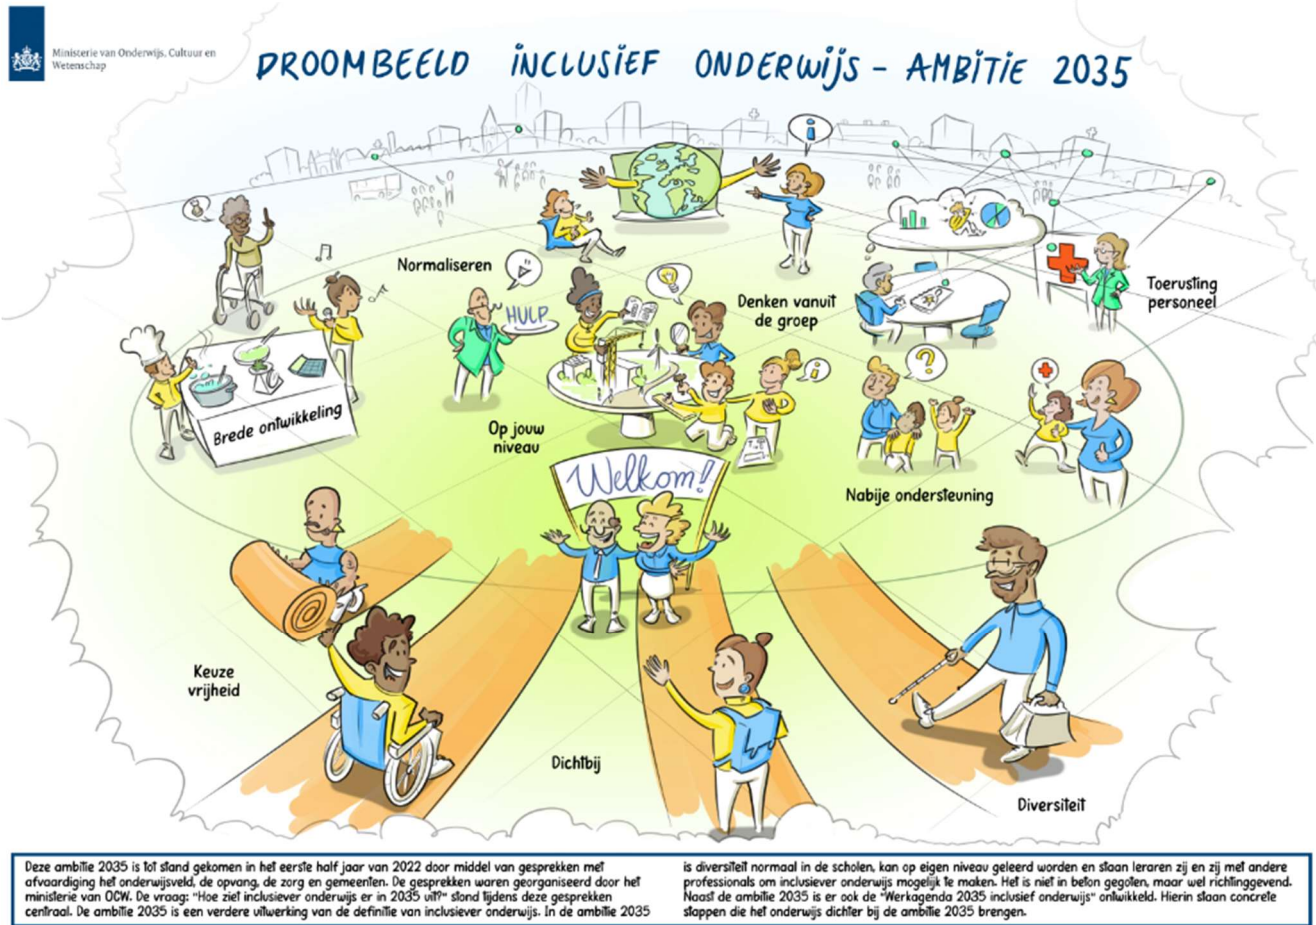 Ministerie van Onderwijs, Cultuur en
Wetenschap
DROOMBEELD INCLUSIEF ONDERWIJS - AMBITIE 2035
i
Normaliseren
HULP
Denken vanuit
de groep
Toerusting
personeel
Brede ontwikkeling
Op jouw
niveau
i
?
Nabije ondersteuning
Welkom!
Keuze
vrijheid
Dichtbij
Diversiteit
Deze ambitie 2035 is tot stand gekomen in het eerste half jaar van 2022 door middel van gesprekken met
afvaardiging het onderwijsveld, de opvang, de zorg en gemeenten. De gesprekken waren georganiseerd door het
ministerie van OCW. De vraag: "Hoe ziet inclusiever onderwijs er in 2035 uit?" stond tijdens deze gesprekken
centraal. De ambitie 2035 is een verdere uitwerking van de definitie van inclusiever onderwijs. In de ambitie 2035
is diversiteit normaal in de scholen, kan op eigen niveau geleerd worden en staan leraren zij en zij met andere
professionals om inclusiever onderwijs mogelijk te maken. Het is niet in beton gegoten, maar wel richtinggevend.
Naast de ambitie 2035 is er ook de "Werkagenda 2035 inclusief onderwijs" ontwikkeld. Hierin staan concrete
stappen die het onderwijs dichter bij de ambitie 2035 brengen.